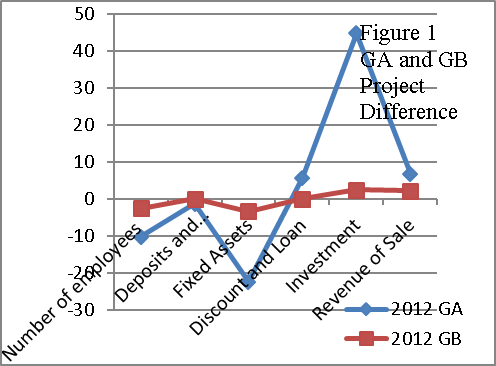 50
40
30
20
10
0
-10
-20
-30
Figure 1
GA and GB
Project
Difference
Number of employees
Deposits and...
Fixed Assets
Discount and Loan
Investment
Revenue of Sale
2012 GA
2012 GB